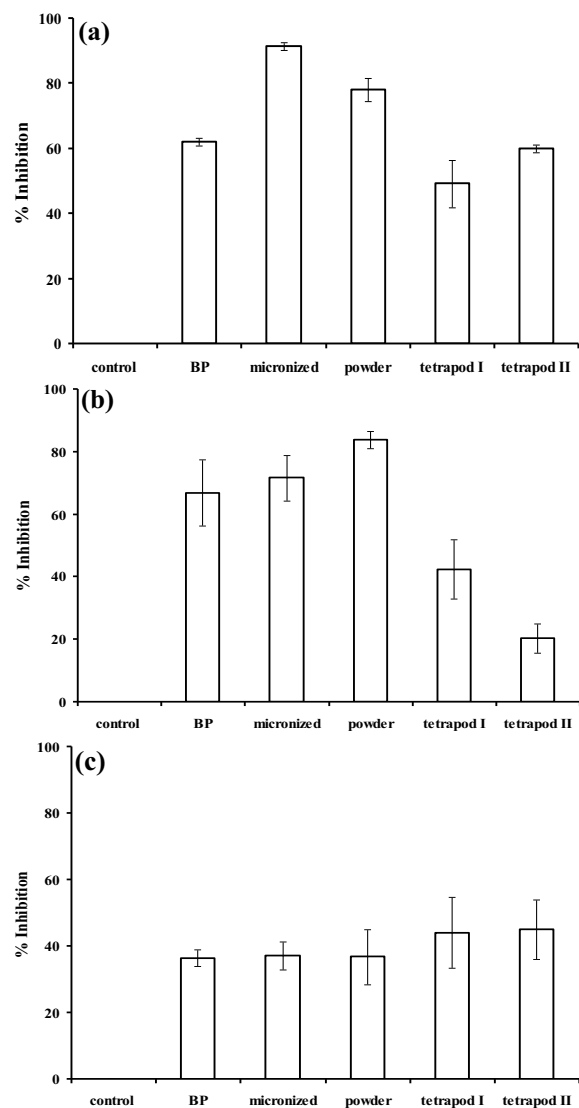 (a)
100
80
60
40
20
0
% Inhibition
control BP micronized powder tetrapod I tetrapod II
(b)
100
80
60
40
20
0
% Inhibition
control BP micronized powder tetrapod I tetrapod II
(c)
100
80
60
40
20
0
% Inhibition
control BP micronized powder tetrapod I tetrapod II